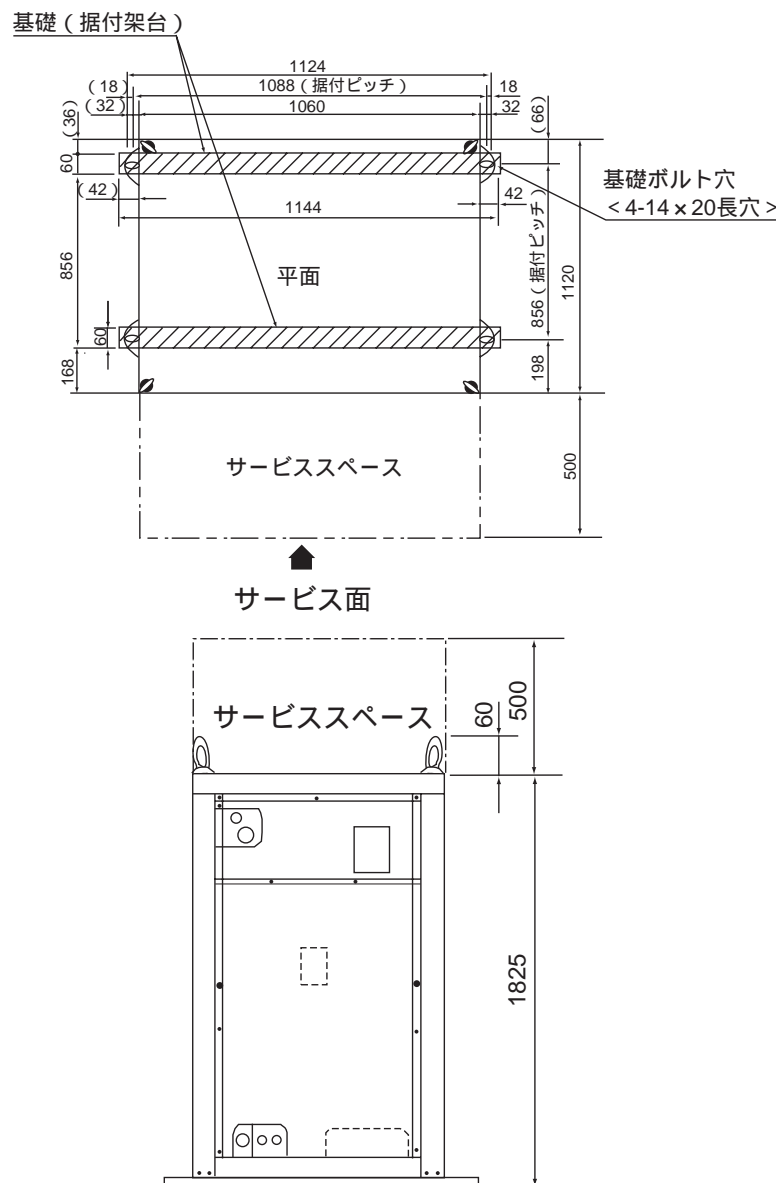 基礎（据付架台）
1124
（18）
1088（据付ピッチ）
18
（32）
1060
32
（36）
（66）
60
（42）
42
1144
基礎ボルト穴
＜4-14×20長穴＞
856
平面
856（据付ピッチ）
1120
60
168
198
サービススペース
500
サービス面
サービススペース
60
500
1825